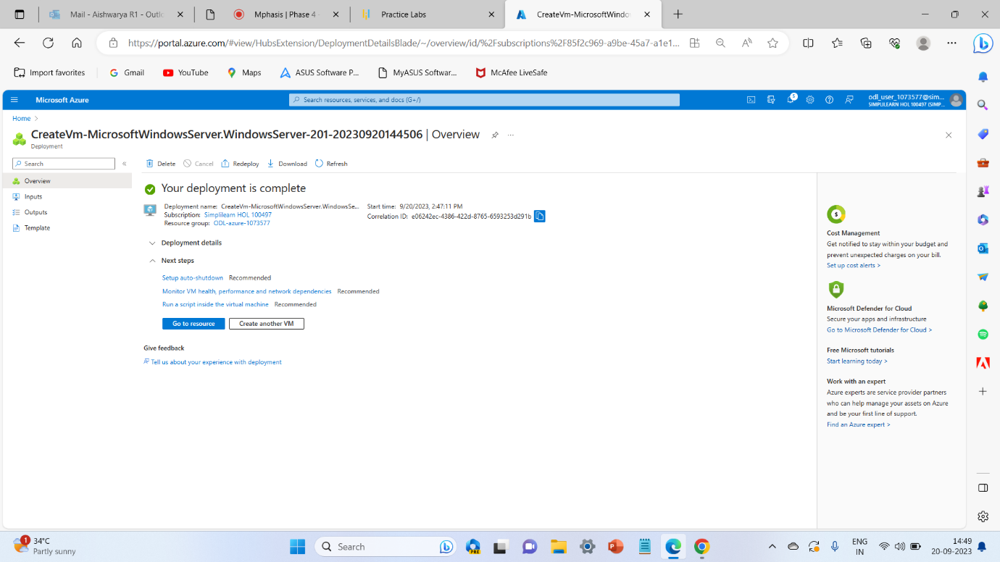 Mail - Aishwarya R1 - Outlo
Mphasis | Phase 4 -
Practice Labs
CreateVm-MicrosoftWindo
https://portal.azure.com/#view/HubsExtension/DeploymentDetailsBlade/~/overview/id/%2Fsubscriptions%2F85f2c969-a9be-45a7-a1e1...
Import favorites
Gmail
YouTube
Maps
ASUS Software P...
MyASUS Softwar...
McAfee LiveSafe
Microsoft Azure
Search resources, services, and docs (G+/)
5
odl_user_1073577@sim...
SIMPLILEARN HOL 100497 (SIMP...
Home >
CreateVm-MicrosoftWindowsServer.WindowsServer-201-20230920144506 | Overview
...
Deployment
Search
«
Delete
Cancel
Redeploy
Download
Refresh
Overview
Inputs
Outputs
Template
Your deployment is complete
Deployment name: CreateVm-MicrosoftWindowsServer.WindowsSe...
Subscription: Simplilearn HOL 100497
Resource group: ODL-azure-1073577
Start time: 9/20/2023, 2:47:11 PM
Correlation ID: e06242ec-4386-422d-8765-6593253d291b
Deployment details
Next steps
Setup auto-shutdown Recommended
Monitor VM health, performance and network dependencies Recommended
Run a script inside the virtual machine Recommended
Go to resource
Create another VM
Give feedback
Tell us about your experience with deployment
Cost Management
Get notified to stay within your budget and
prevent unexpected charges on your bill.
Set up cost alerts >
Microsoft Defender for Cloud
Secure your apps and infrastructure
Go to Microsoft Defender for Cloud >
Free Microsoft tutorials
Start learning today >
Work with an expert
Azure experts are service provider partners
who can help manage your assets on Azure
and be your first line of support.
Find an Azure expert >
1
34°C
Partly sunny
Search
PRE
ENG
IN
14:49
20-09-2023